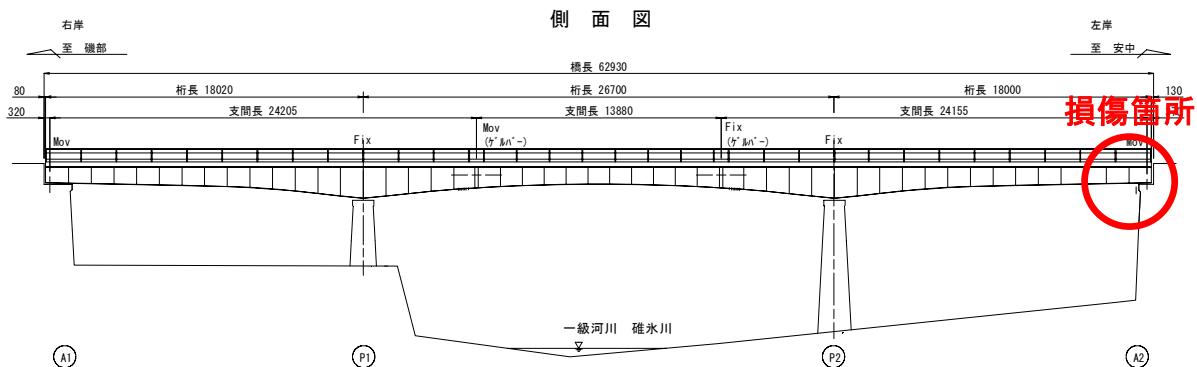 側面図
右岸
至 磯部
左岸
至 安中
橋長 62930
80
桁長 18020
桁長 26700
桁長 18000
130
320
支間長 24205
支間長 13880
支間長 24155
損傷箇所
Mov
Fix
Mov
(ゲルバー)
Fix
(ゲルバー)
Fix
Mov
一級河川 碓氷川
A1
P1
P2
A2